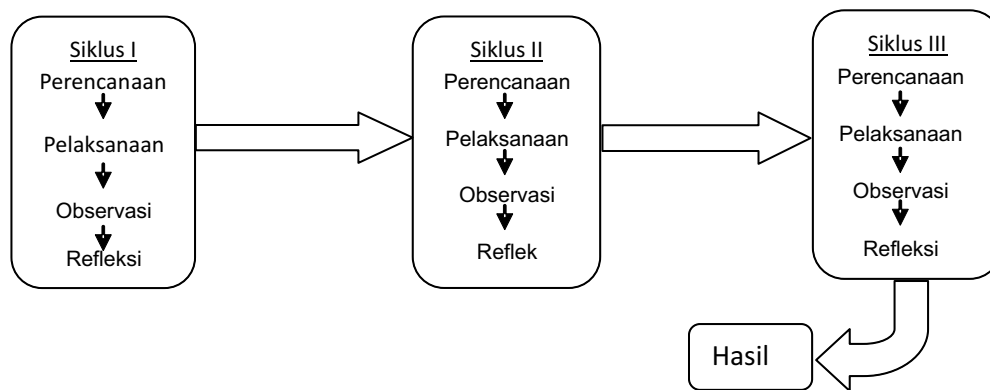 Siklus I
Perencanaan
Pelaksanaan
Observasi
Refleksi
Siklus II
Perencanaan
Pelaksanaan
Observasi
Reflek
Siklus III
Perencanaan
Pelaksanaan
Observasi
Refleksi
Hasil